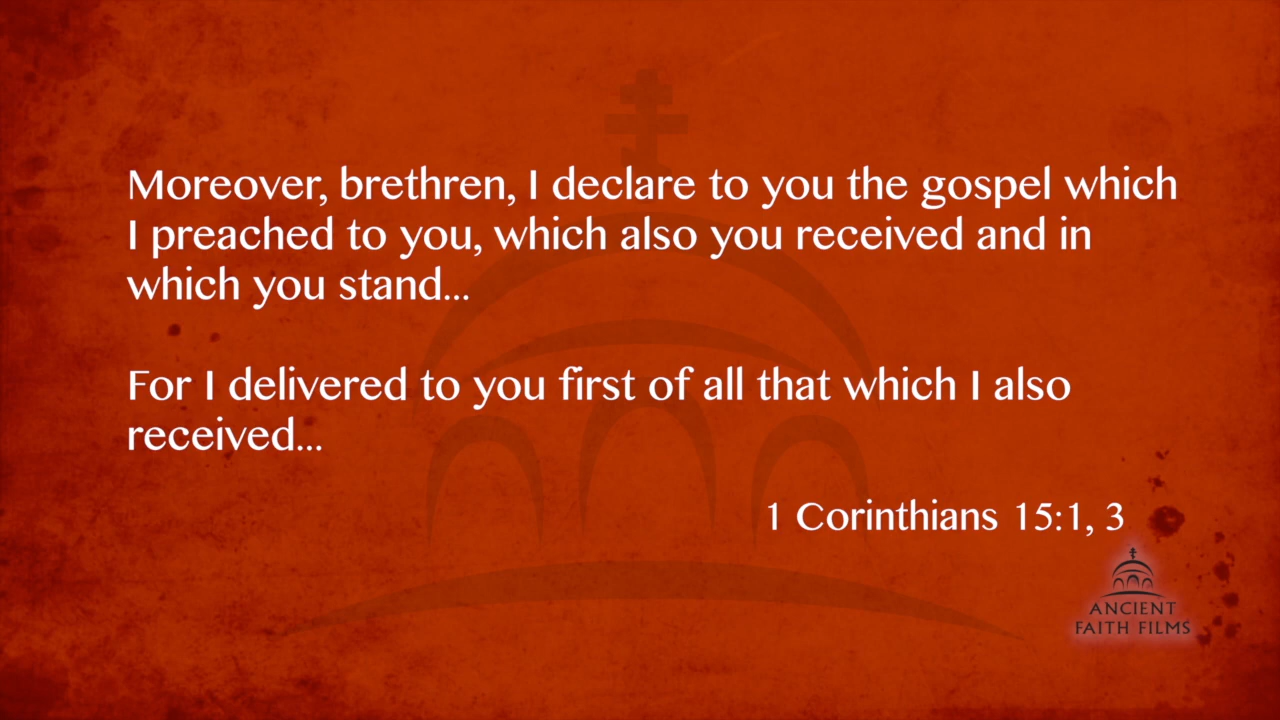 Moreover, brethren, I declare to you the gospel which
I preached to you, which also you received and in
which you stand...
For I delivered to you first of all that which I also
received...
1 Corinthians 15:1, 3
ANCIENT
FAITH FILMS